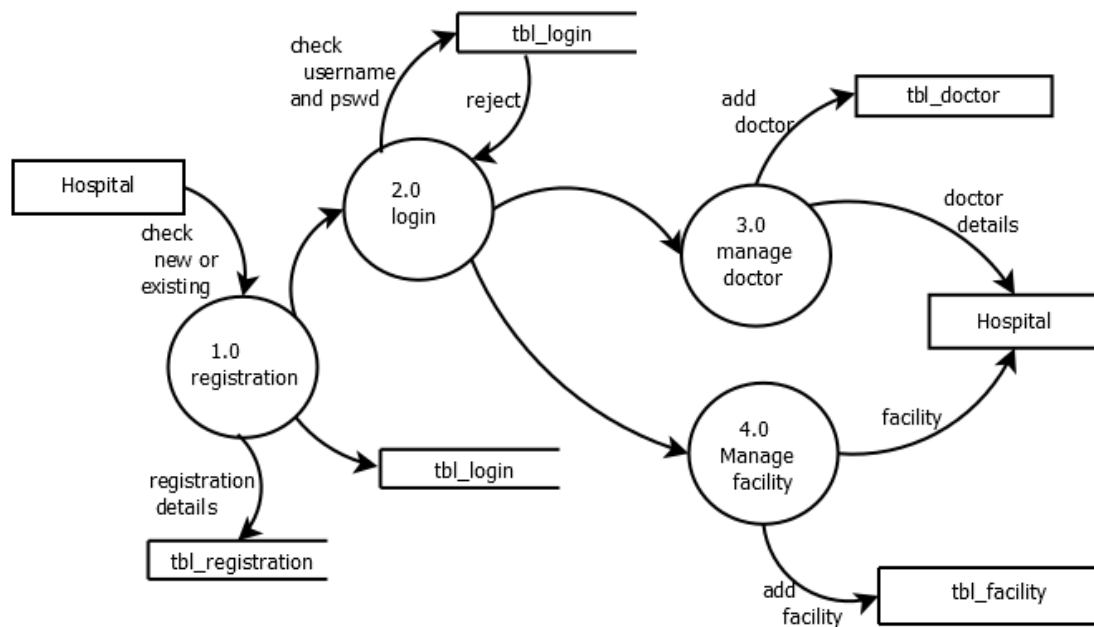 check
username
and pswd
tbl_login
reject
add
doctor
tbl_doctor
Hospital
2.0
login
check
new or
existing
3.0
manage
doctor
doctor
details
Hospital
1.0
registration
4.0
Manage
facility
facility
registration
details
tbl_login
tbl_registration
add
facility
tbl_facility